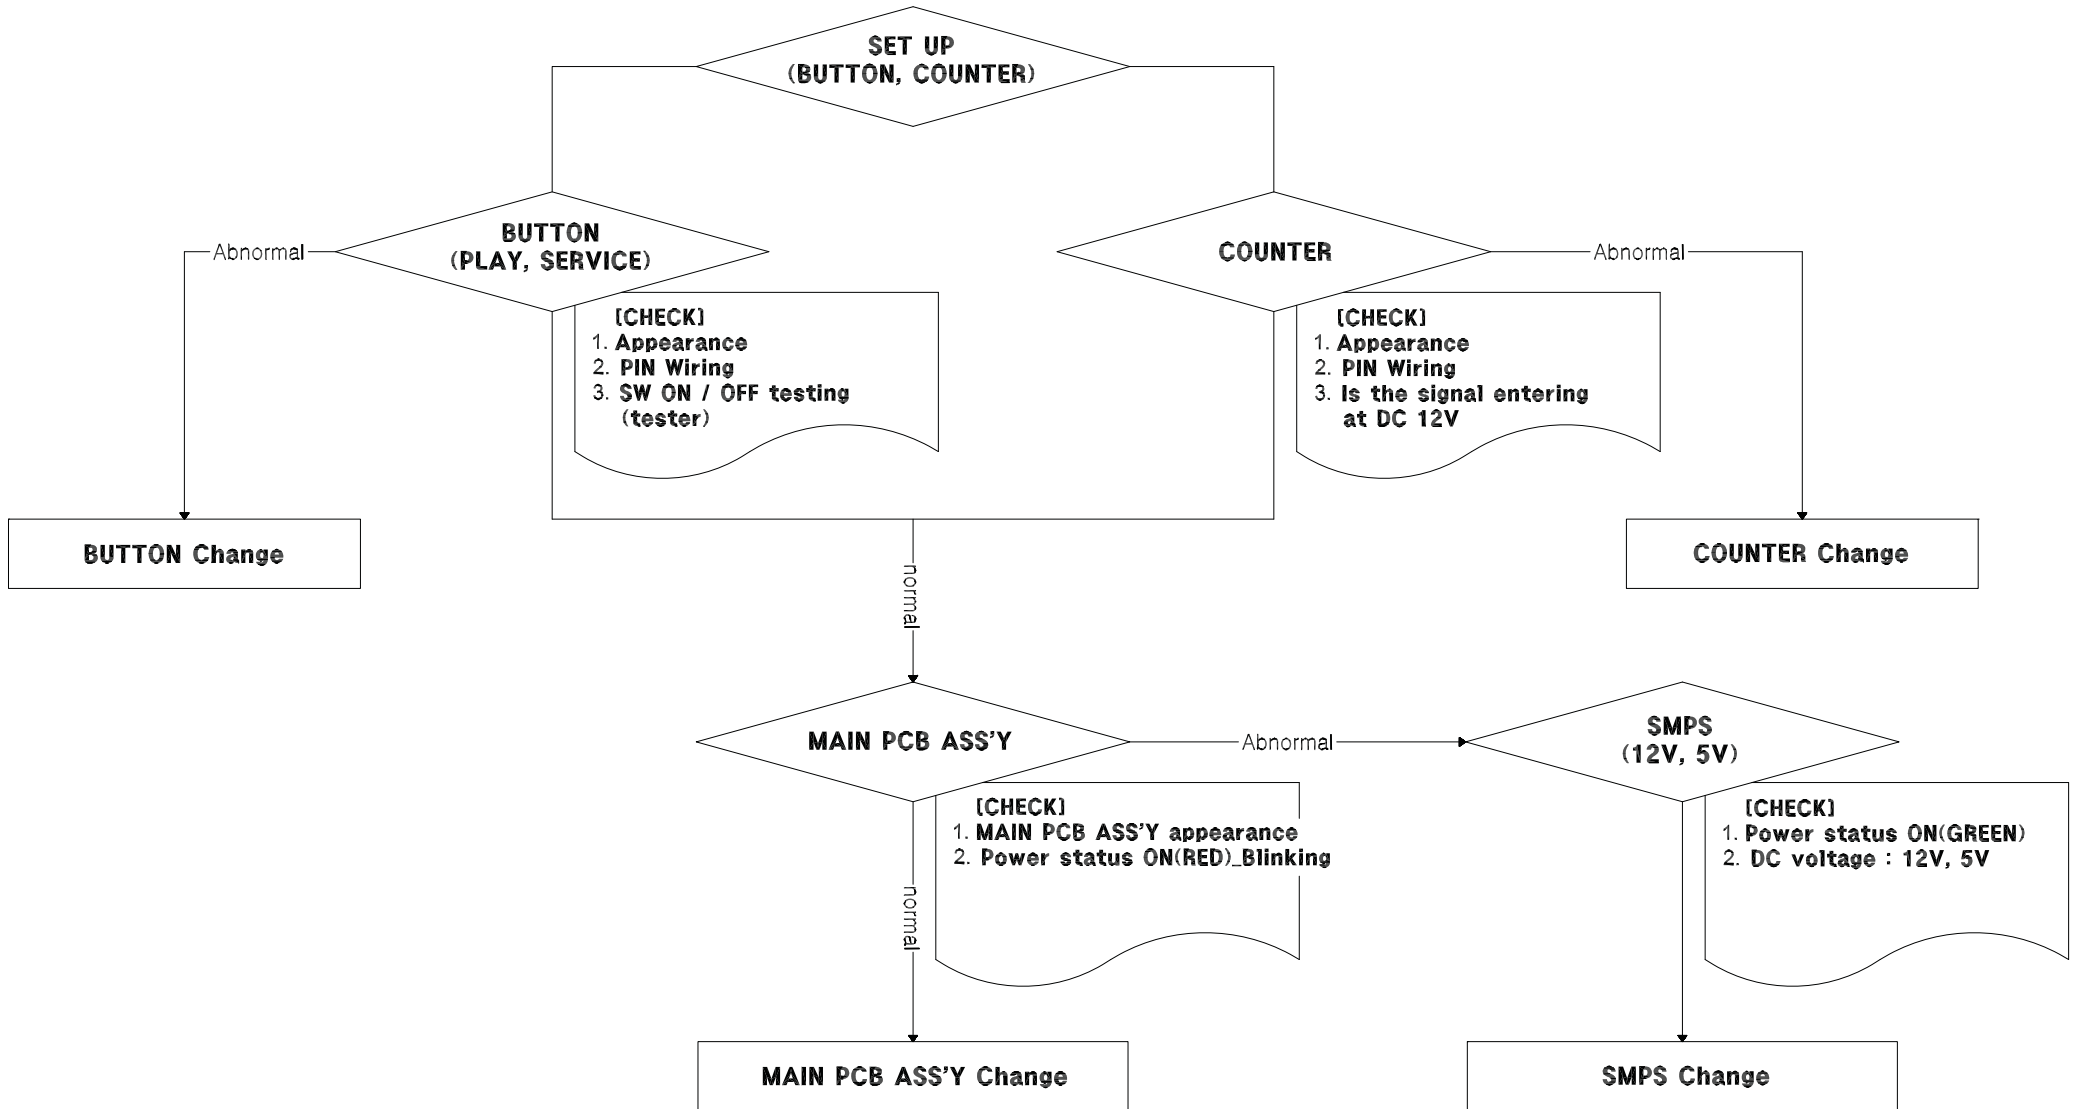 SET UP
(BUTTON, COUNTER)
BUTTON
(PLAY, SERVICE)
Abnormal
[CHECK]
1. Appearance
2. PIN Wiring
3. SW ON / OFF testing
(tester)
COUNTER
Abnormal
[CHECK]
1. Appearance
2. PIN Wiring
3. Is the signal entering
at DC 12V
BUTTON Change
COUNTER Change
normal
MAIN PCB ASS'Y
Abnormal
[CHECK]
1. MAIN PCB ASS'Y appearance
2. Power status ON(RED)_Blinking
SMPS
(12V, 5V)
[CHECK]
1. Power status ON(GREEN)
2. DC voltage : 12V, 5V
normal
MAIN PCB ASS'Y Change
SMPS Change